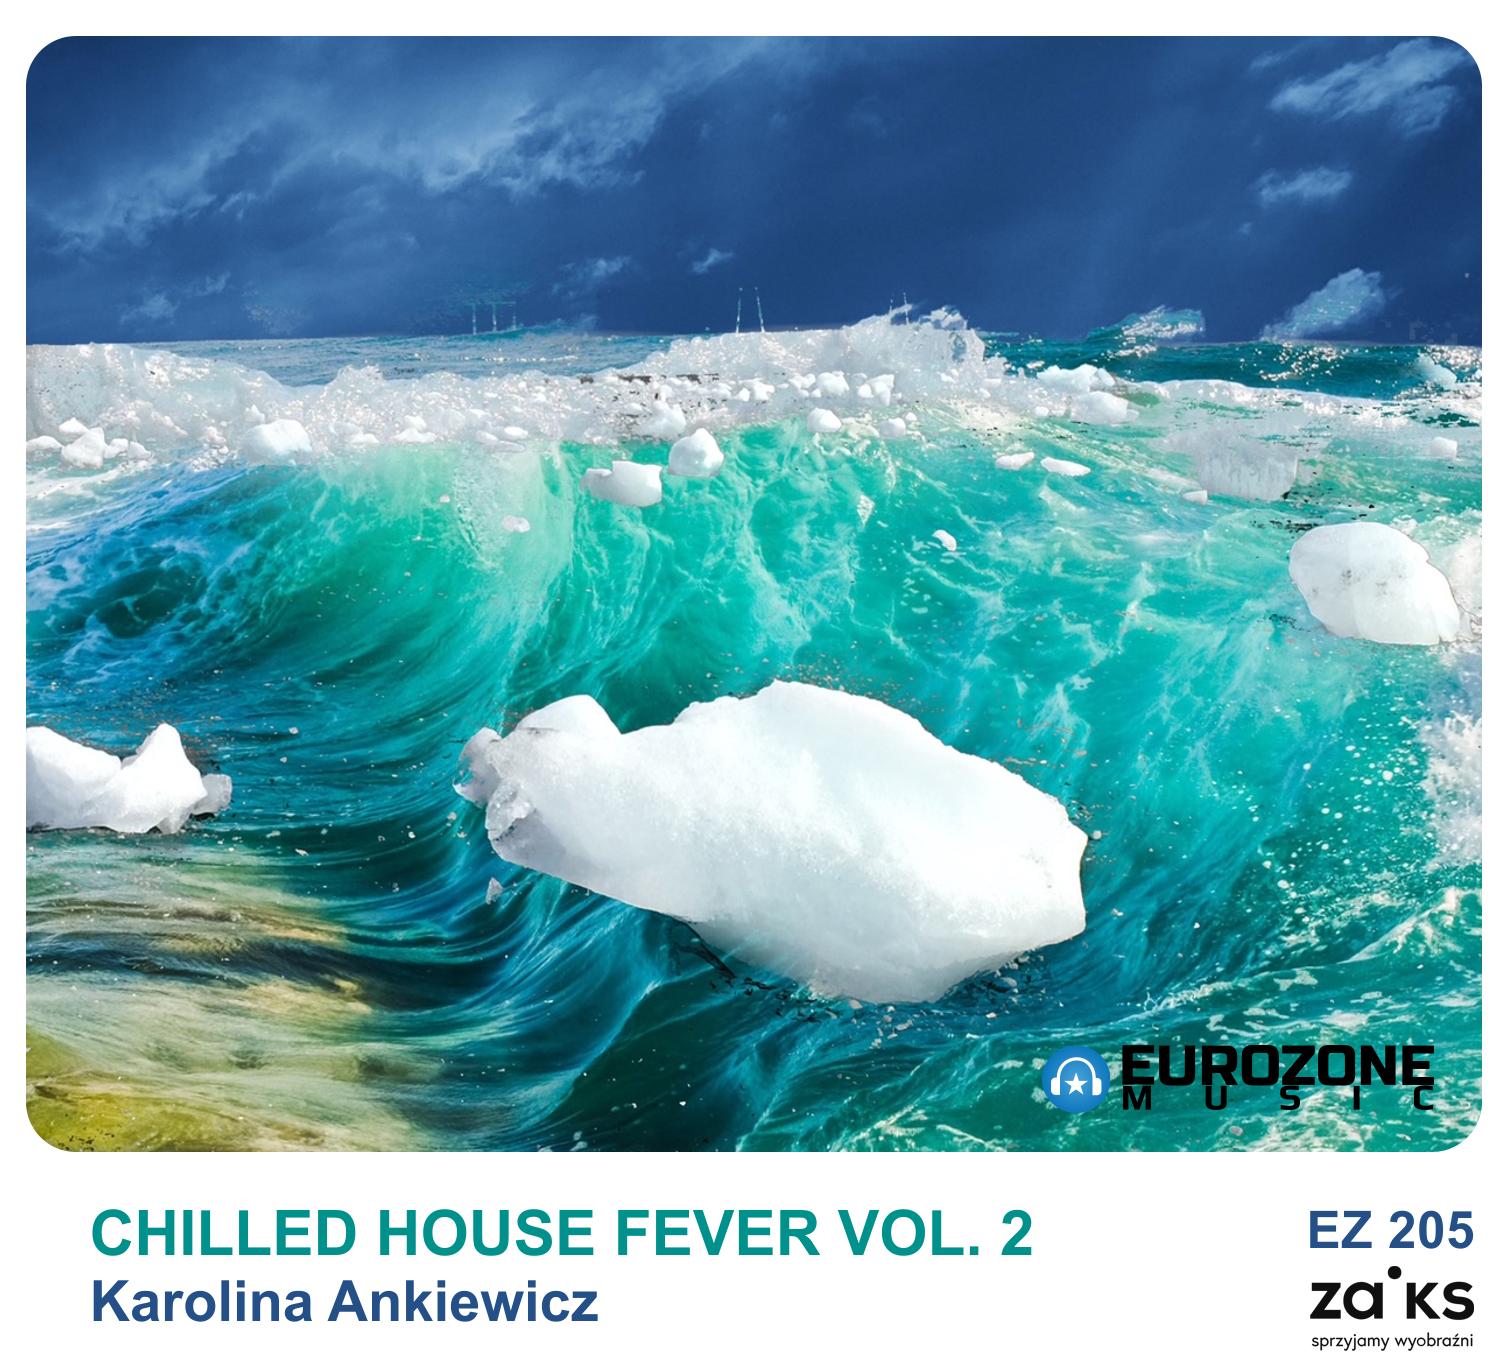 EUROZONE
MUSIC
CHILLED HOUSE FEVER VOL. 2
Karolina Ankiewicz
EZ 205
zaiks
sprzyjamy wyobraźni